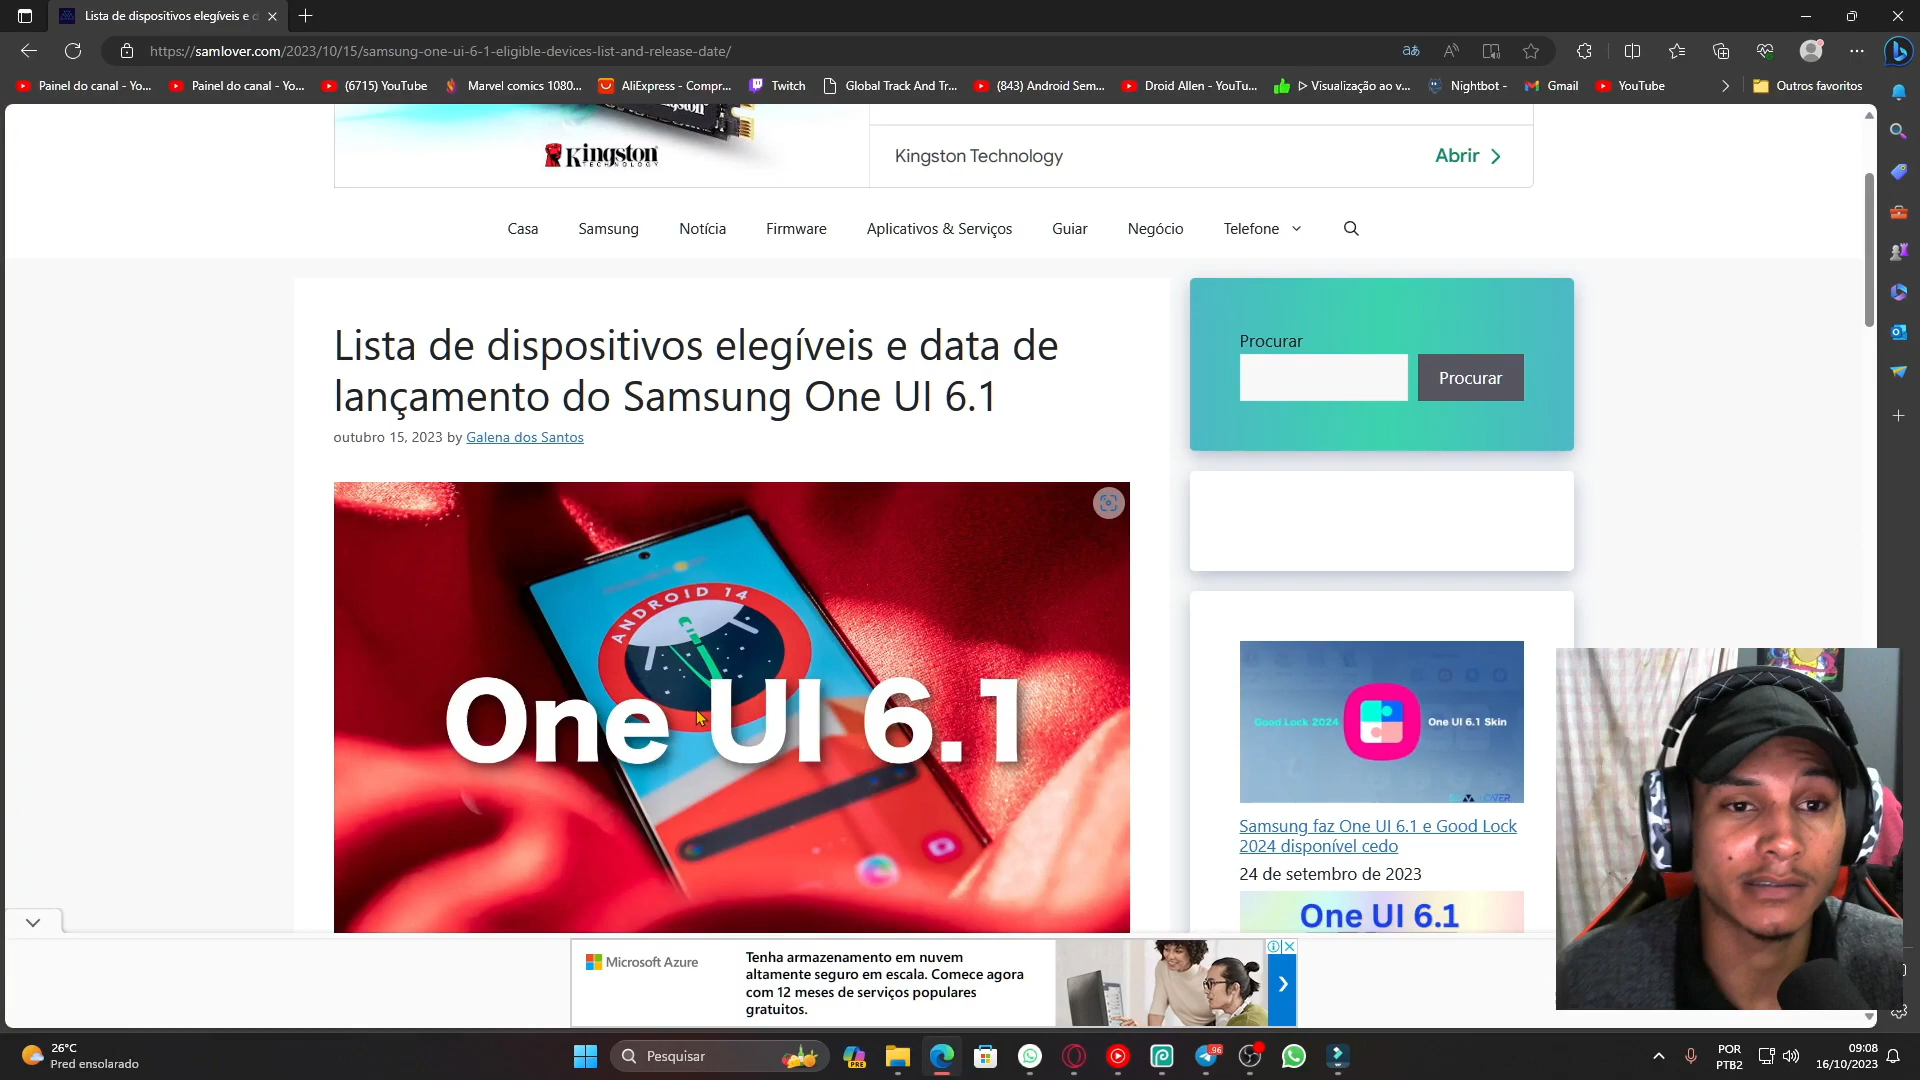 Lista de dispositivos elegíveis e d
https://samlover.com/2023/10/15/samsung-one-ui-6-1-eligible-devices-list-and-release-date/
Painel do canal - Yo...
Painel do canal - Yo...
(6715) YouTube
Marvel comics 1080...
AliExpress - Compr...
Twitch
Global Track And Tr...
(843) Android Sem...
Droid Allen - YouTu...
▷ Visualização ao v...
Nightbot -
Gmail
YouTube
Outros favoritos
Kingston
TECHNOLOGY
Kingston Technology
Abrir
Casa
Samsung
Notícia
Firmware
Aplicativos & Serviços
Guiar
Negócio
Telefone
Lista de dispositivos elegíveis e data de
lançamento do Samsung One UI 6.1
outubro 15, 2023 by Galena dos Santos
Procurar
Procurar
ANDROID 14
One UI 6.1
Good Lock 2024
One UI 6.1 Skin
Samsung faz One UI 6.1 e Good Lock
2024 disponível cedo
24 de setembro de 2023
One UI 6.1
Microsoft Azure
Tenha armazenamento em nuvem
altamente seguro em escala. Comece agora
com 12 meses de serviços populares
gratuitos.
26°C
Pred ensolarado
Pesquisar
PRE
96
POR
PTB2
09:08
16/10/2023